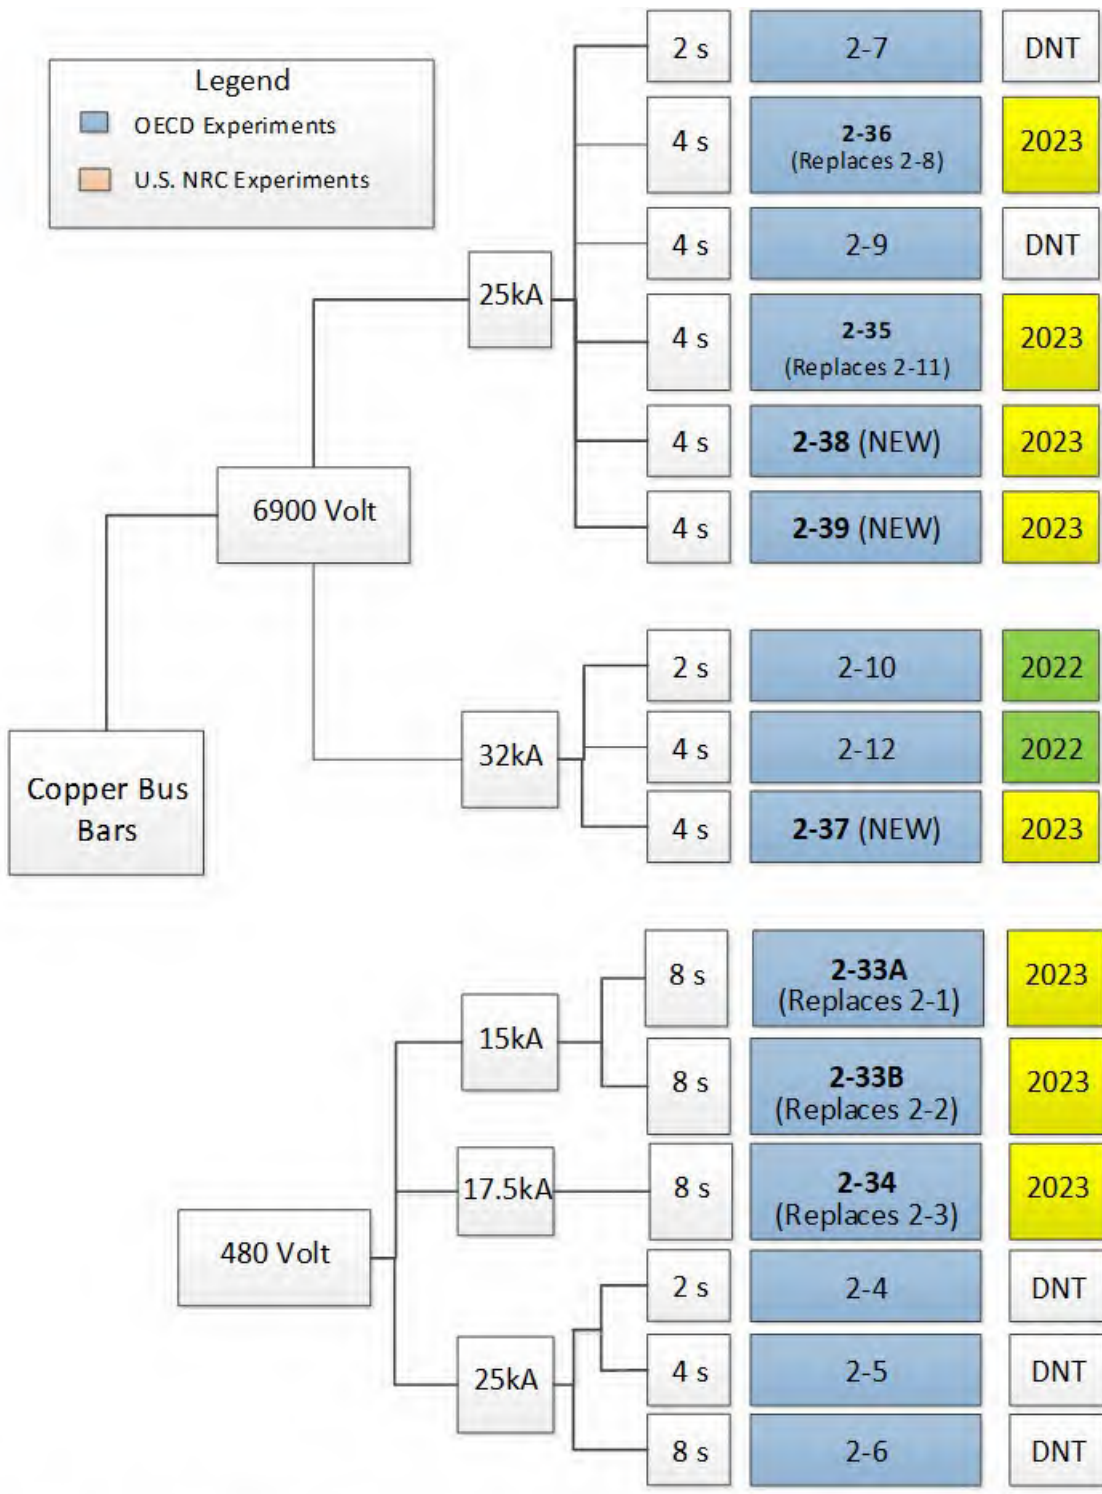 Legend
OECD Experiments
U.S. NRC Experiments
Copper Bus
Bars
6900 Volt
25kA
2 s 2-7 DNT
4 s 2-36 2023
(Replaces 2-8)
4 s 2-9 DNT
4 s 2-35 2023
(Replaces 2-11)
4 s 2-38 (NEW) 2023
4 s 2-39 (NEW) 2023
32kA
2 s 2-10 2022
4 s 2-12 2022
4 s 2-37 (NEW) 2023
480 Volt
15kA
8 s 2-33A 2023
(Replaces 2-1)
8 s 2-33B 2023
(Replaces 2-2)
17.5kA
8 s 2-34 2023
(Replaces 2-3)
25kA
2 s 2-4 DNT
4 s 2-5 DNT
8 s 2-6 DNT